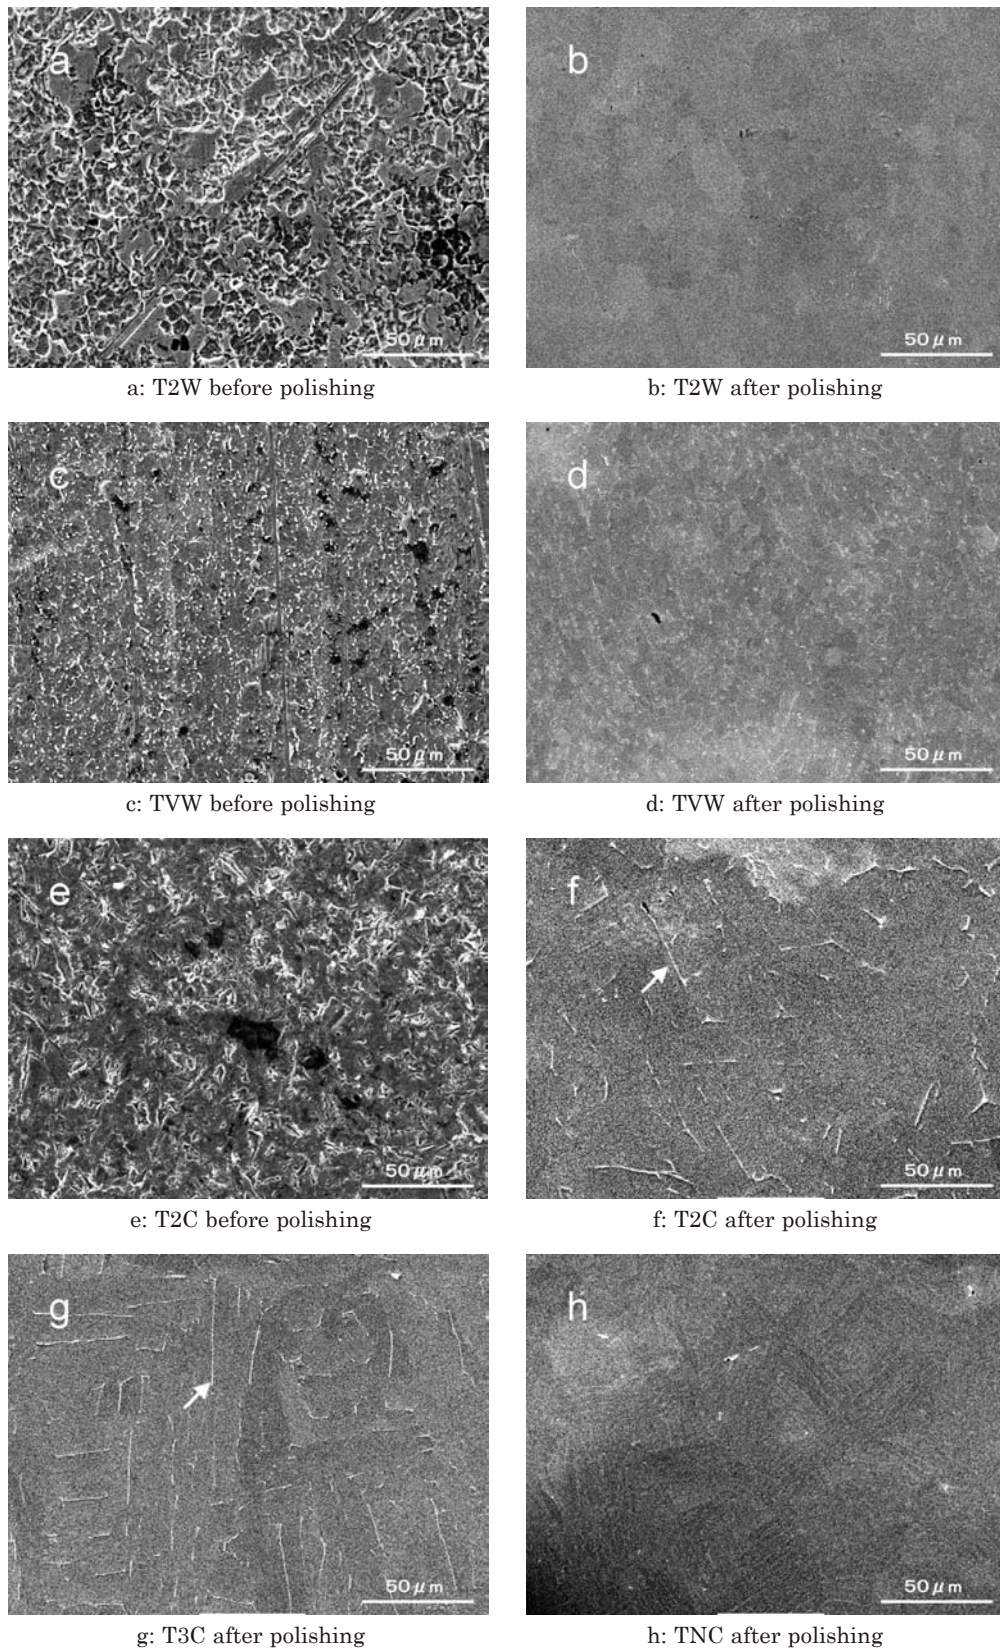 a
b
50 μm
50 μm
a: T2W before polishing
b: T2W after polishing
c
d
50 μm
50 μm
c: TVW before polishing
d: TVW after polishing
e
f
50 μm
50 μm
e: T2C before polishing
f: T2C after polishing
g
h
50 μm
50 μm
g: T3C after polishing
h: TNC after polishing